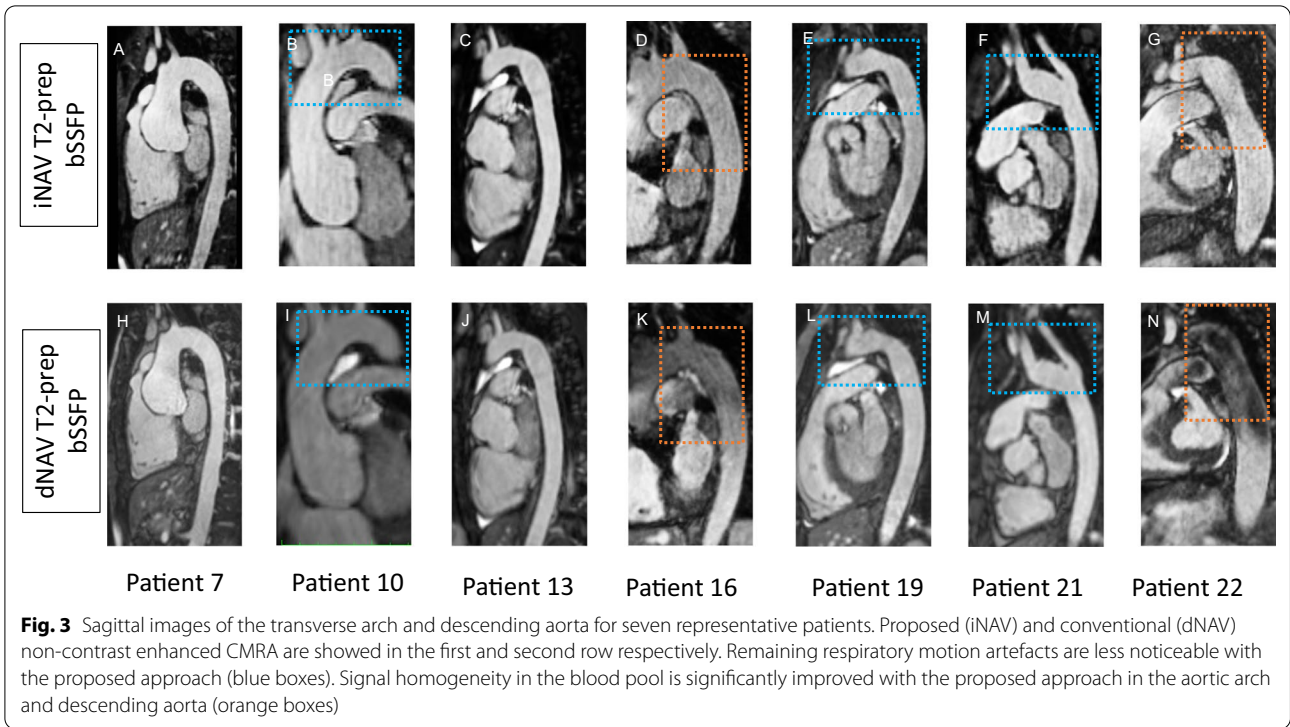 iNAV T2-prep
bSSFP
A
B
B
C
D
E
F
G
dNAV T2-prep
bSSFP
H
I
J
K
L
M
N
Patient 7
Patient 10
Patient 13
Patient 16
Patient 19
Patient 21
Patient 22
Fig. 3 Sagittal images of the transverse arch and descending aorta for seven representative patients. Proposed (iNAV) and conventional (dNAV)
non-contrast enhanced CMRA are showed in the first and second row respectively. Remaining respiratory motion artefacts are less noticeable with
the proposed approach (blue boxes). Signal homogeneity in the blood pool is significantly improved with the proposed approach in the aortic arch
and descending aorta (orange boxes)